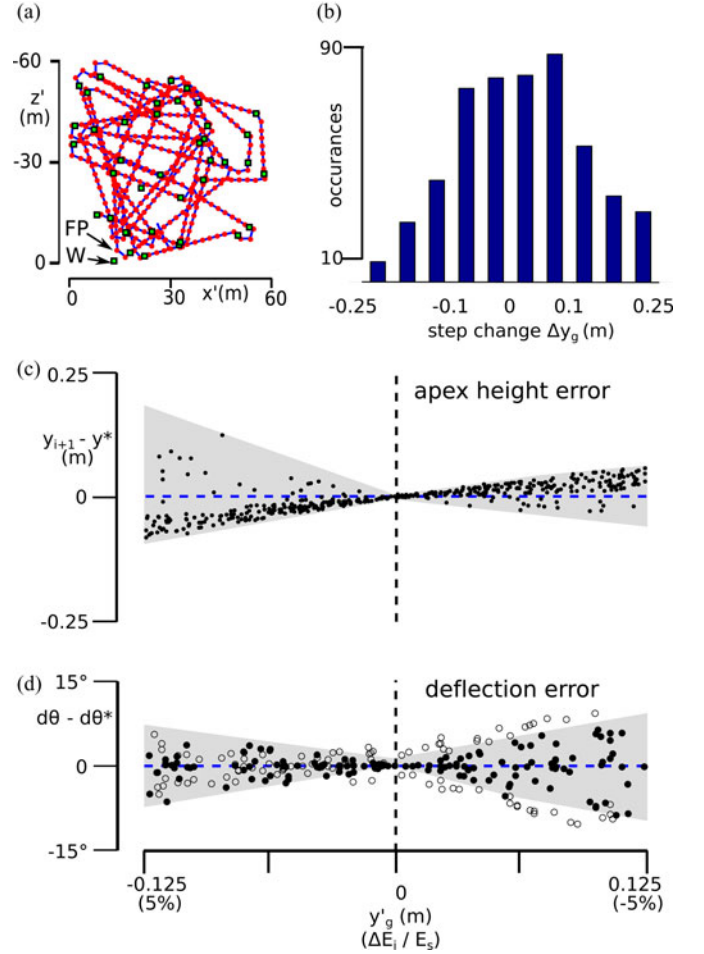 (a)
-60
z'
(m)
-30
FP
W
0
0
30
60
x'(m)
(b)
90
occurances
10
-0.25
-0.1
0
0.1
0.25
step change Δy_g (m)
(c)
0.25
apex height error
y_{i+1} - y*
(m)
0
-0.25
(d)
15°
deflection error
dθ - dθ*
0
-15°
-0.125
(5%)
0
0.125
(-5%)
y'_g (m)
(ΔE_i / E_s)